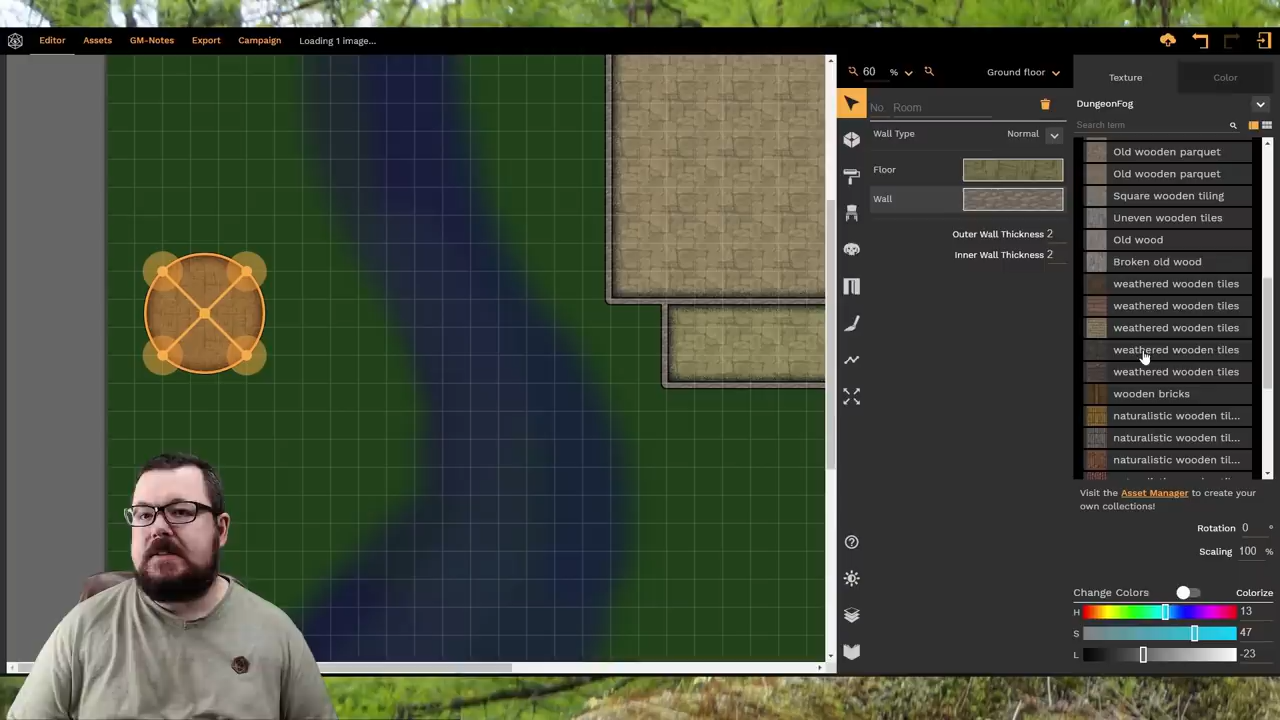 Editor
Assets
GM-Notes
Export
Campaign
Loading 1 image...
60 %
Ground floor
No Room
Wall Type Normal
Floor
Wall
Outer Wall Thickness 2
Inner Wall Thickness 2
Texture
Color
DungeonFog
Search term
Old wooden parquet
Old wooden parquet
Square wooden tiling
Uneven wooden tiles
Old wood
Broken old wood
weathered wooden tiles
weathered wooden tiles
weathered wooden tiles
weathered wooden tiles
weathered wooden tiles
wooden bricks
naturalistic wooden til...
naturalistic wooden til...
naturalistic wooden til...
Visit the Asset Manager to create your
own collections!
Rotation 0 °
Scaling 100 %
Change Colors Colorize
H 13
S 47
L -23